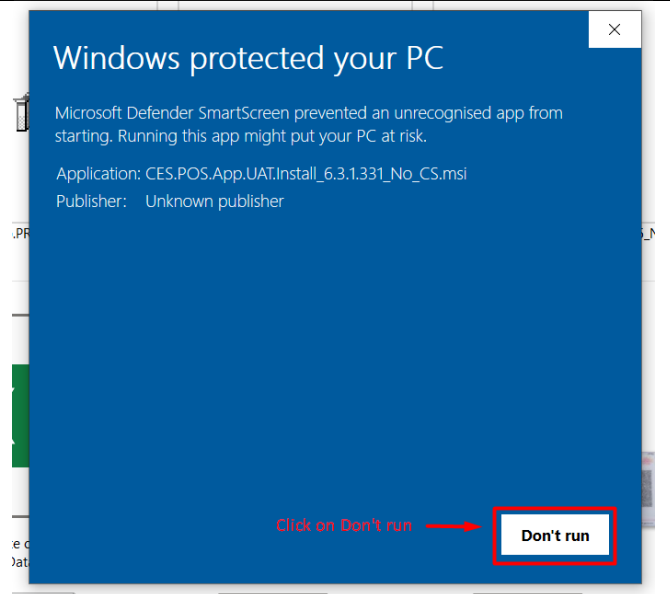 Windows protected your PC
Microsoft Defender SmartScreen prevented an unrecognised app from
starting. Running this app might put your PC at risk.
Application: CES.POS.App.UAT.Install_6.3.1.331_No_CS.msi
Publisher: Unknown publisher
.PR
Click on Don't run
Don't run